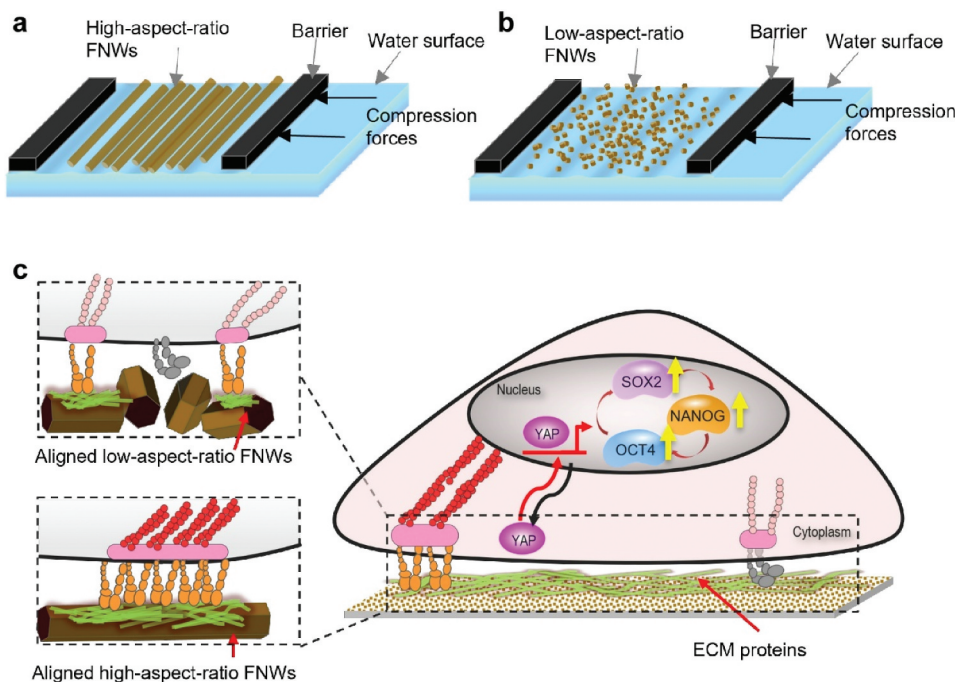 a
High-aspect-ratio
FNWs
Barrier
Water surface
Compression
forces
b
Low-aspect-ratio
FNWs
Barrier
Water surface
Compression
forces
c
Aligned low-aspect-ratio FNWs
Aligned high-aspect-ratio FNWs
Nucleus
SOX2
NANOG
OCT4
YAP
YAP
Cytoplasm
ECM proteins